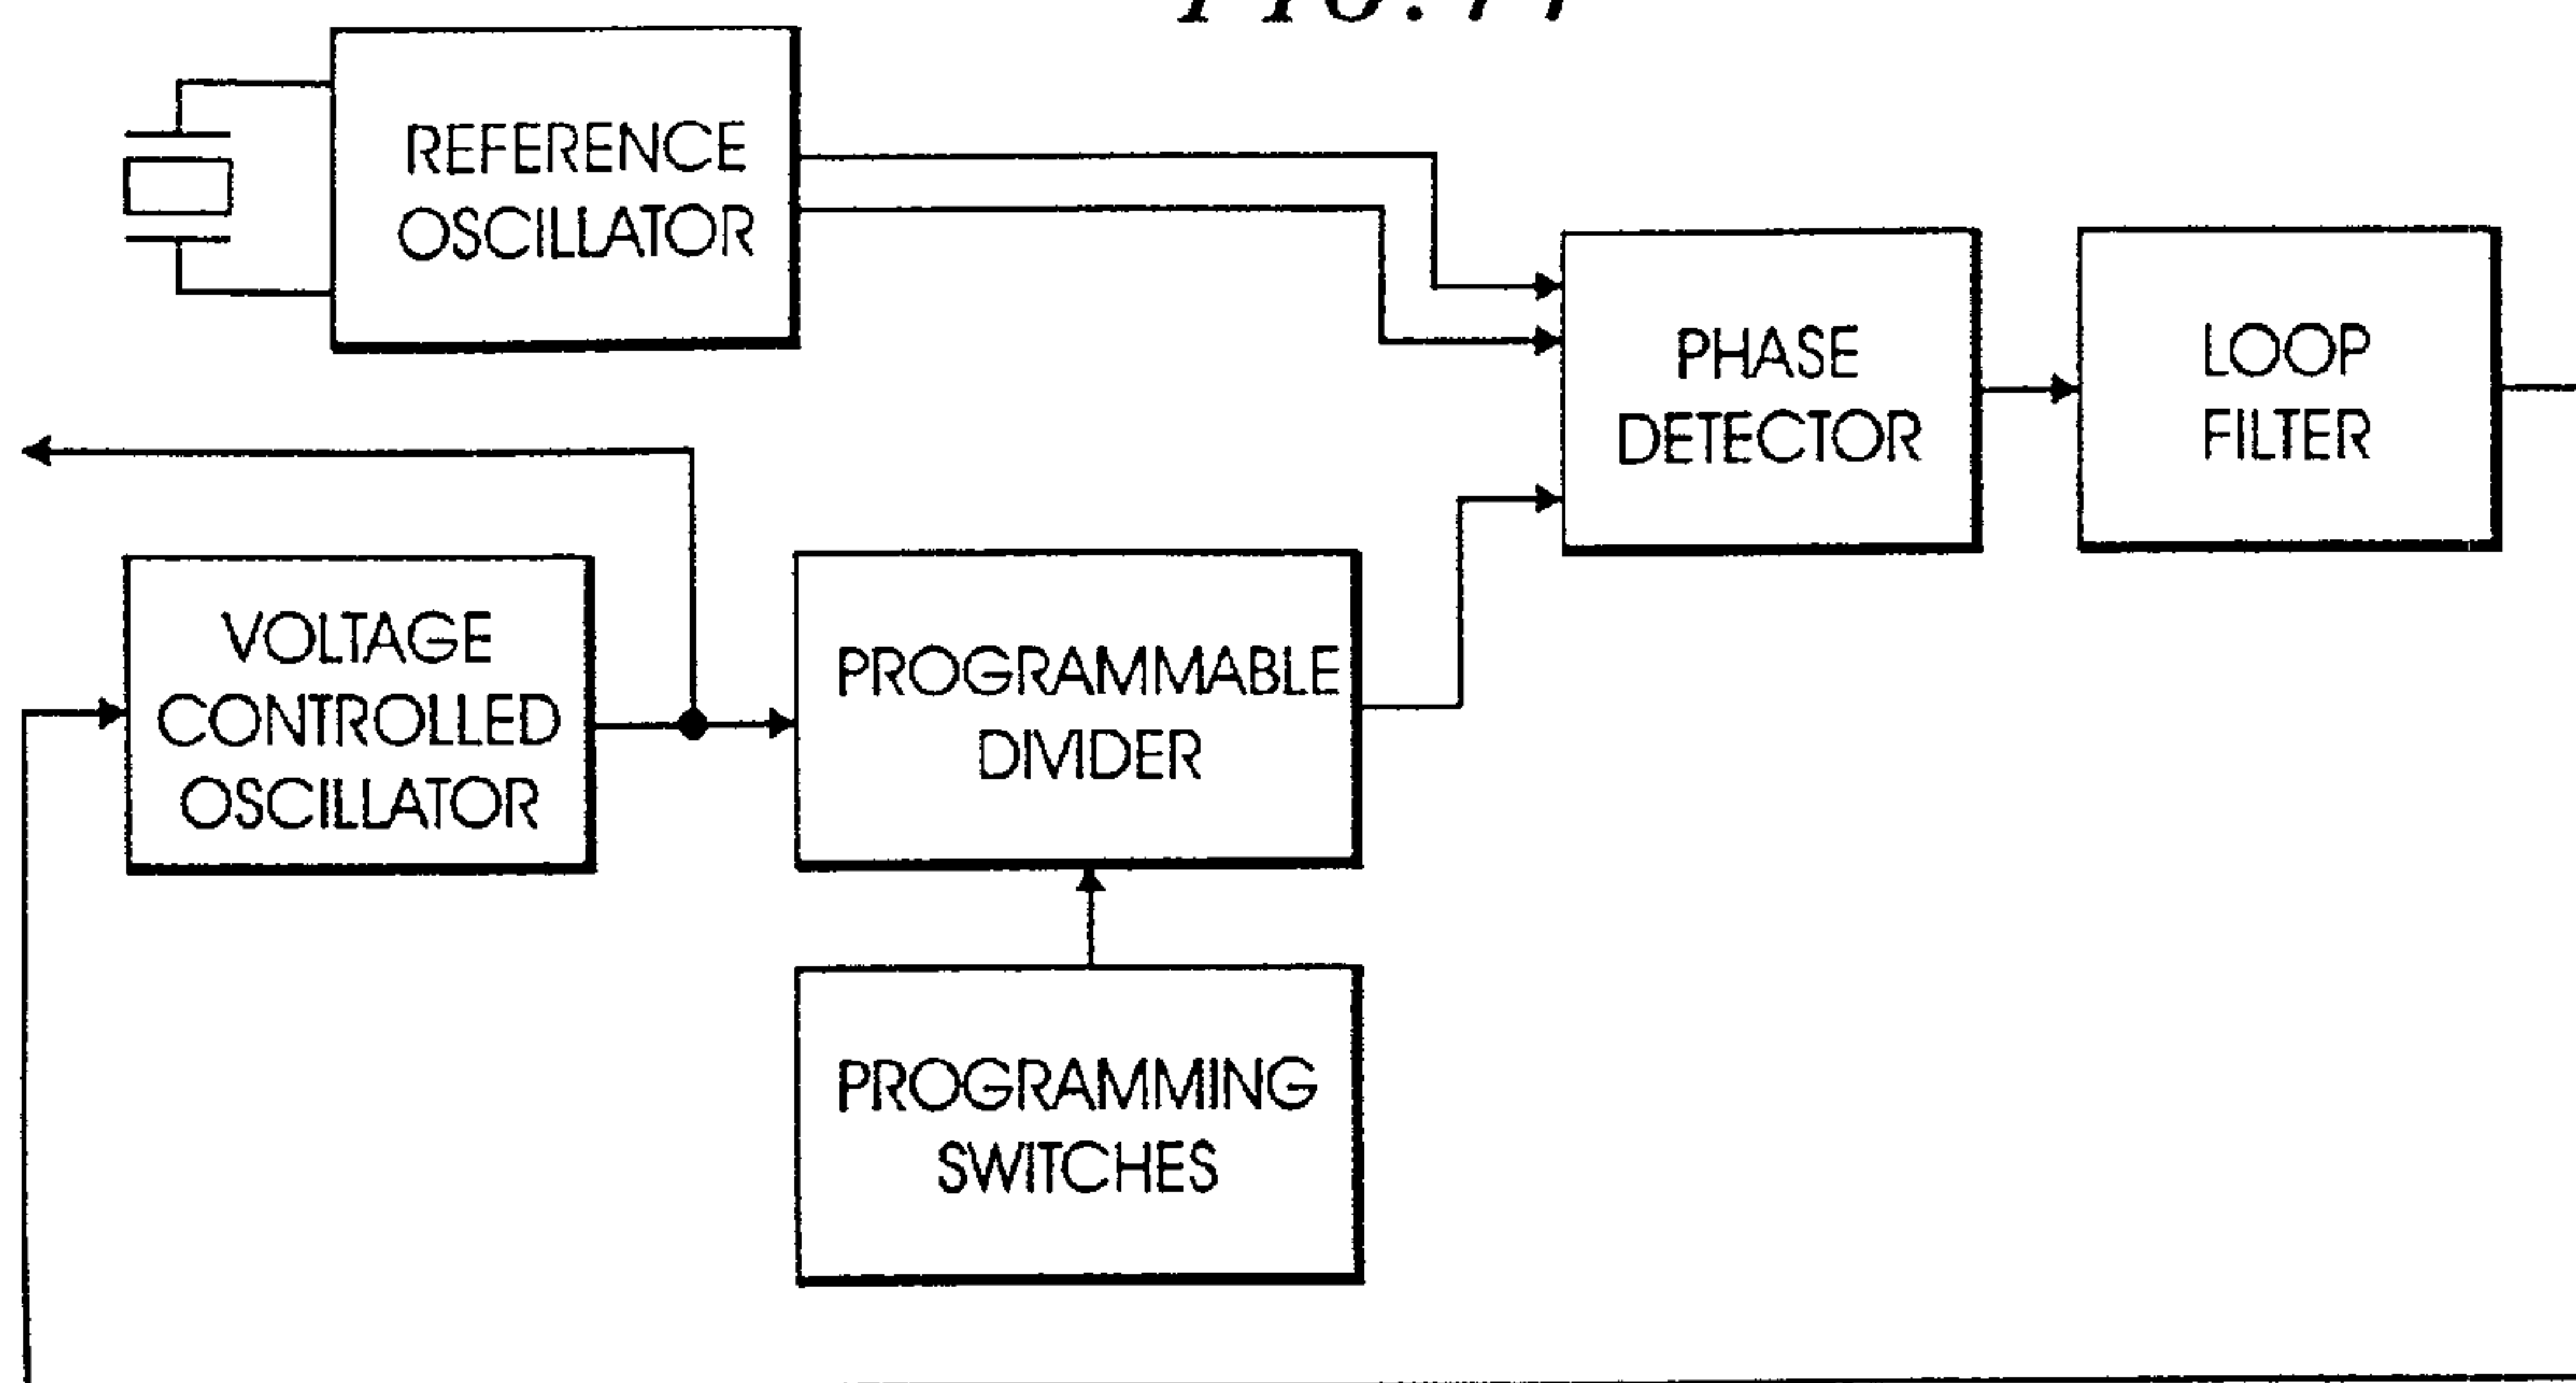 REFERENCE
OSCILLATOR
PHASE
DETECTOR
LOOP
FILTER
VOLTAGE
CONTROLLED
OSCILLATOR
PROGRAMMABLE
DIVIDER
PROGRAMMING
SWITCHES